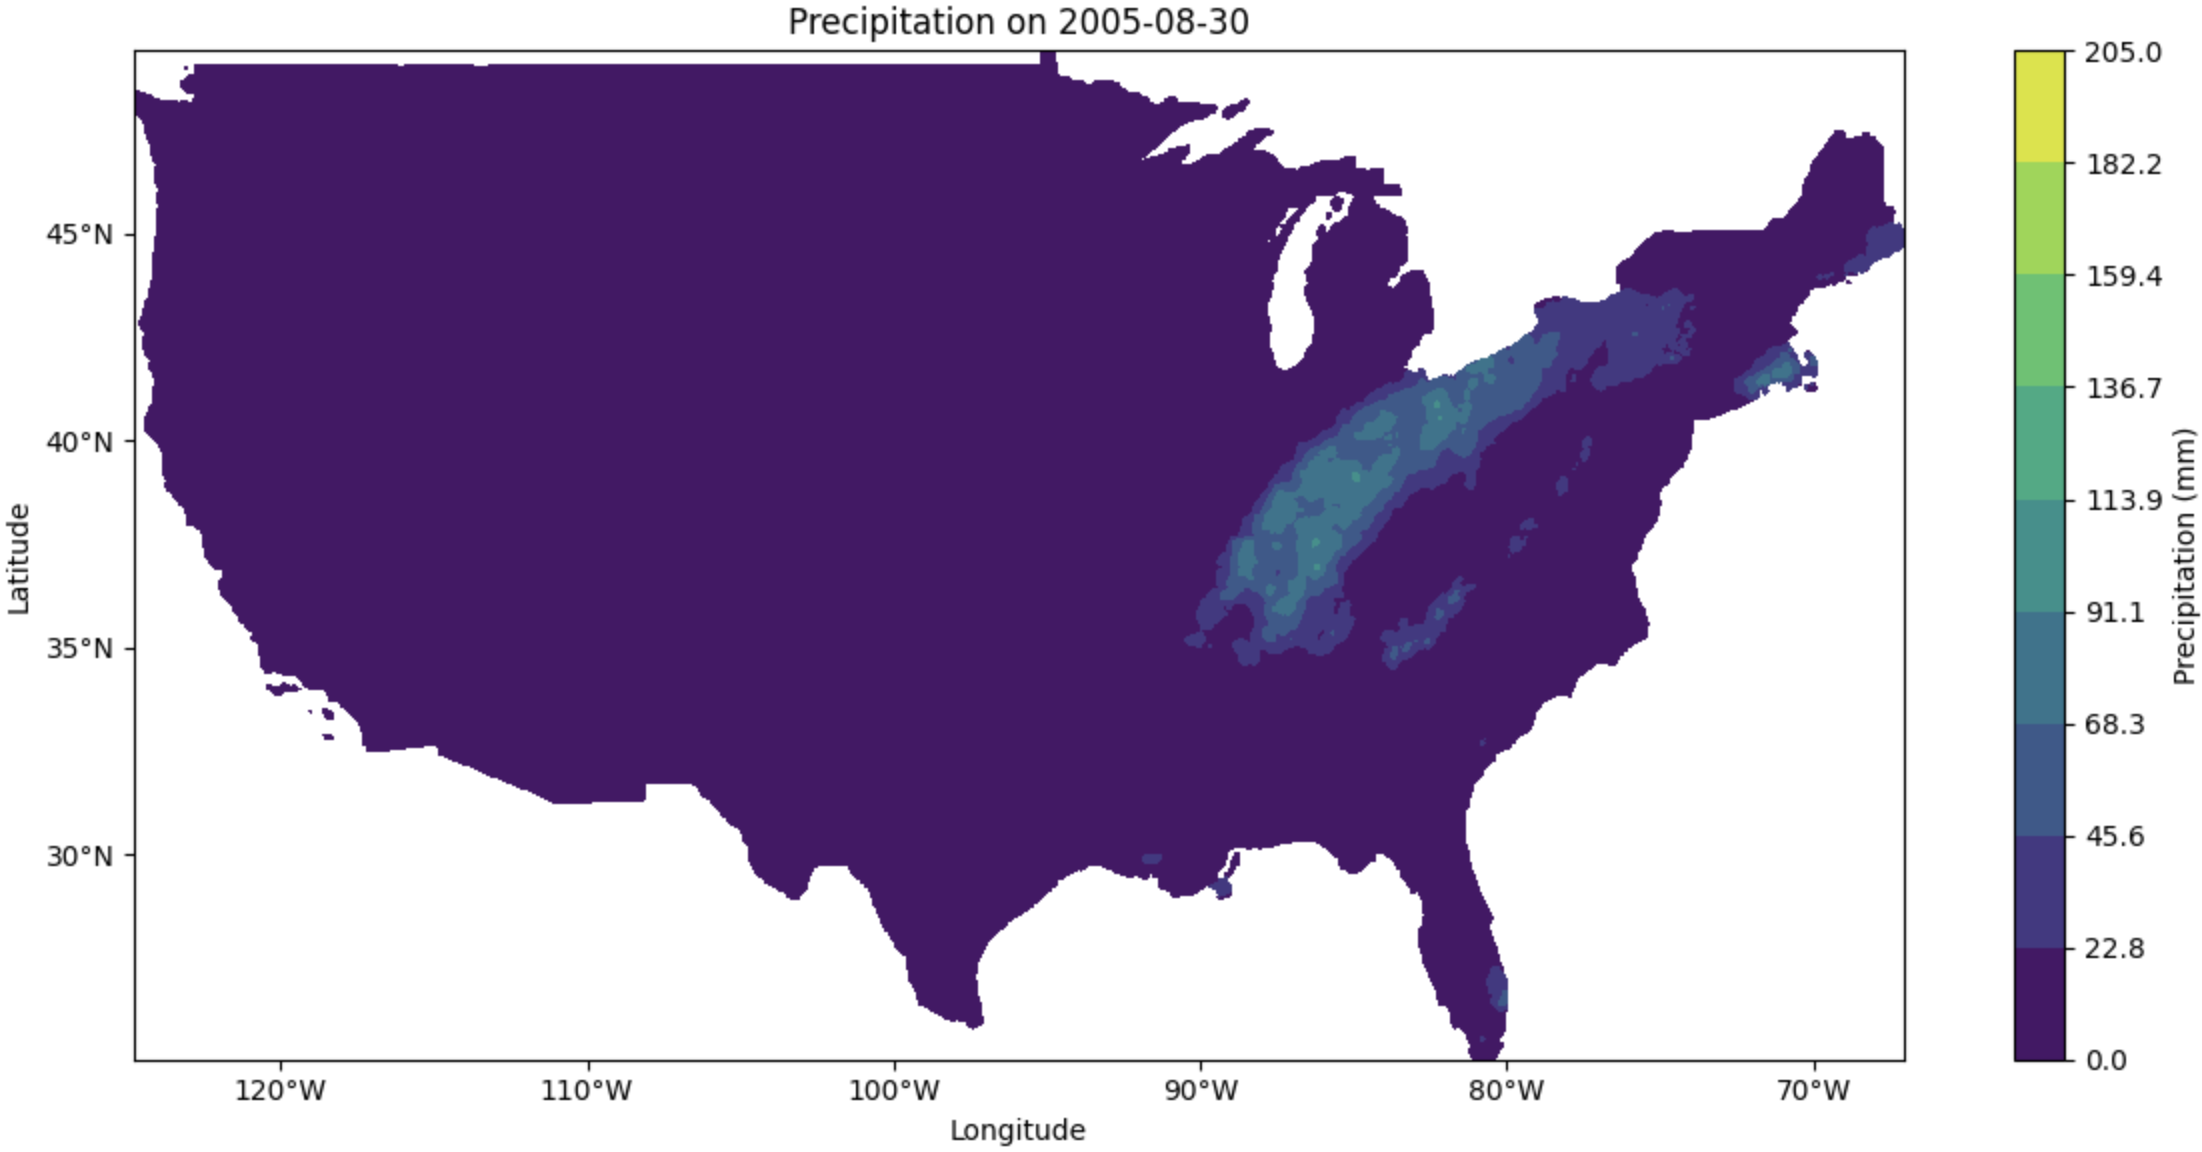 Precipitation on 2005-08-30
205.0
182.2
45°N
159.4
136.7
40°N
113.9
Precipitation (mm)
Latitude
91.1
35°N
68.3
45.6
30°N
22.8
0.0
120°W 110°W 100°W 90°W 80°W 70°W
Longitude